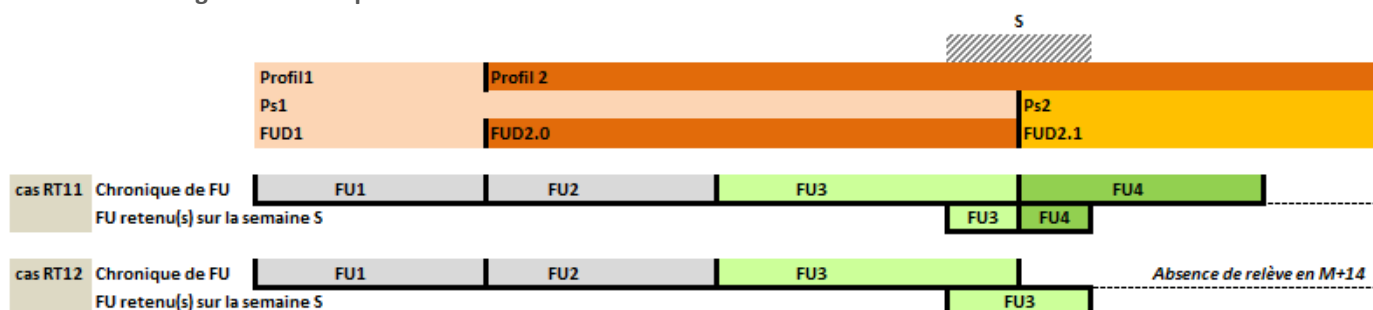 S
Profil1 Profil 2
Ps1 Ps2
FUD1 FUD2.0 FUD2.1
cas RT11 Chronique de FU FU1 FU2 FU3 FU4
FU retenu(s) sur la semaine S FU3 FU4
cas RT12 Chronique de FU FU1 FU2 FU3 Absence de relève en M+14
FU retenu(s) sur la semaine S FU3